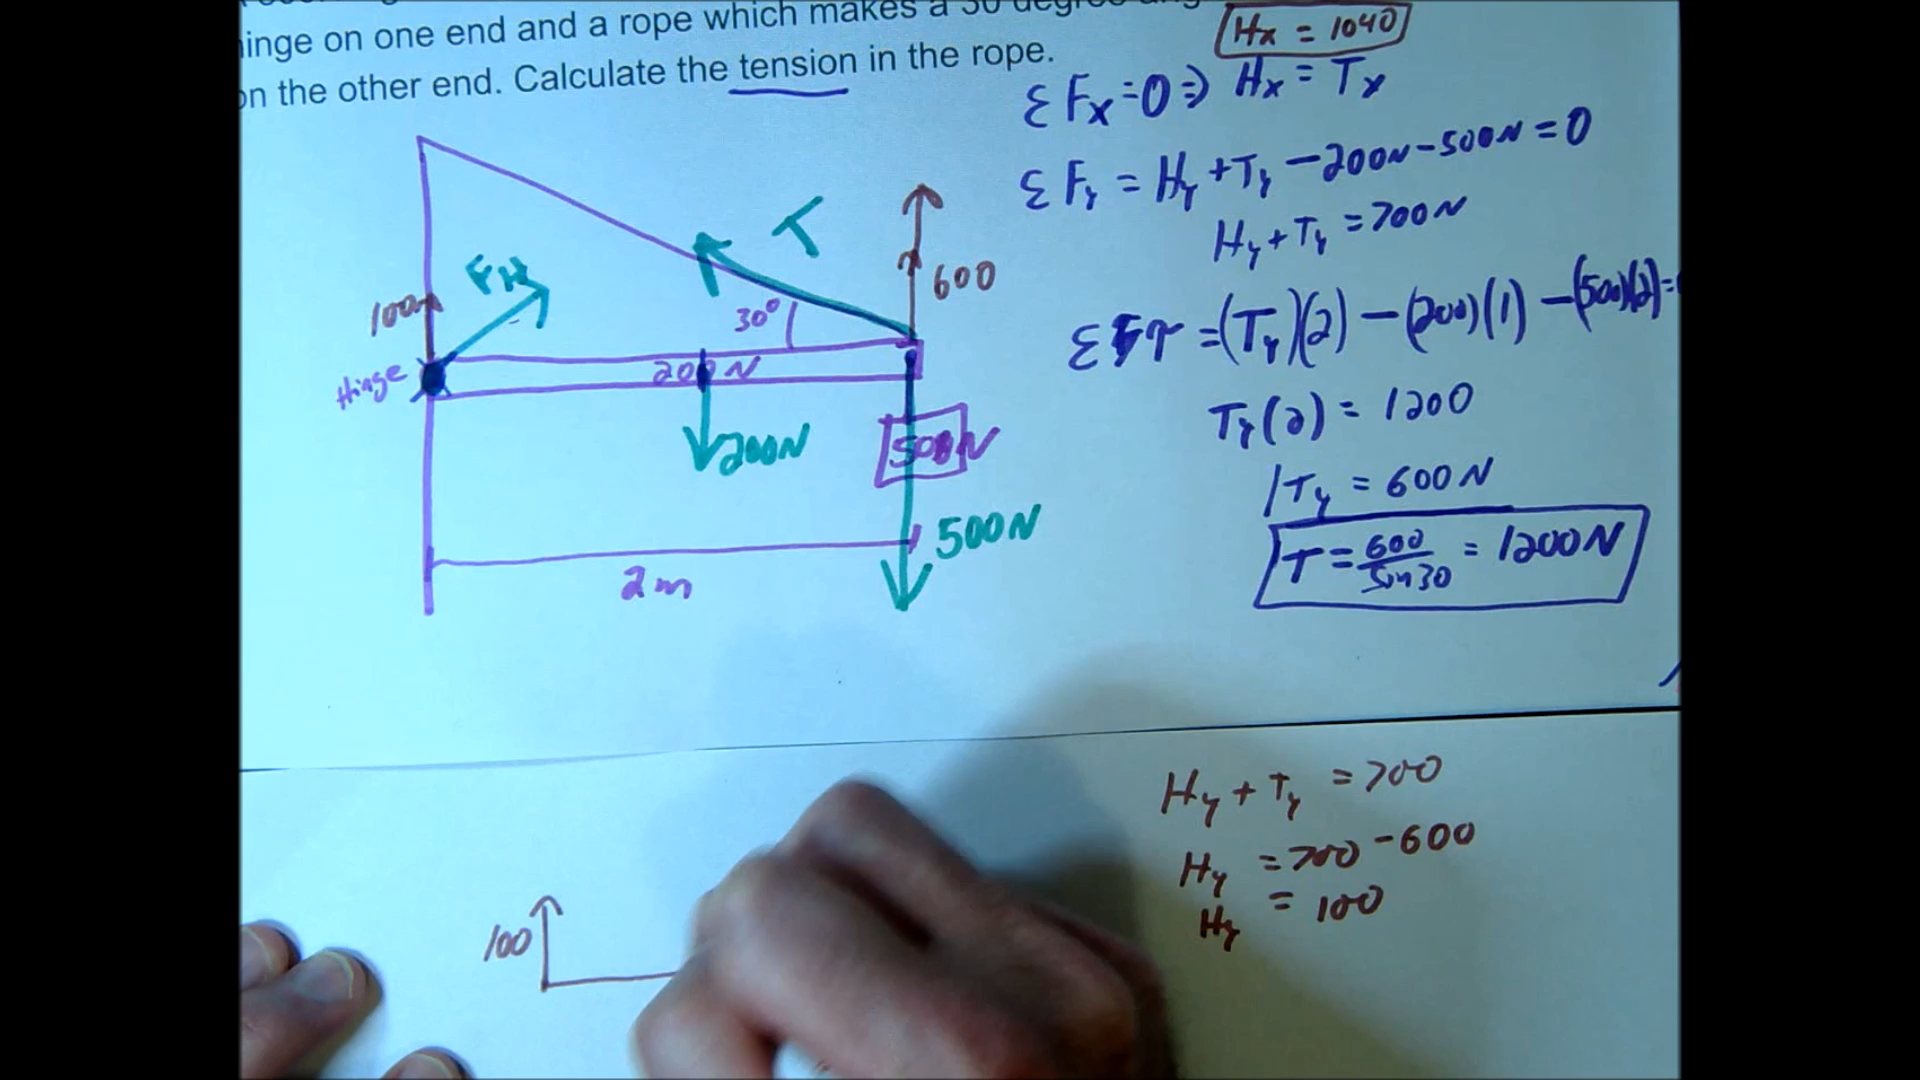 hinge on one end and a rope which makes a 30 degree
on the other end. Calculate the tension in the rope.
Hx = 1040
ΣFx=0 => Hx = Tx
ΣFy = Hy + Ty - 200N - 500N = 0
Hy + Ty = 700N
Στ = (Ty)(2) - (200)(1) - (500)(2) =
Ty(2) = 1200
Ty = 600N
T = 600/sin30 = 1200N
T
FH
100
600
30°
Hinge
200N
200N
500N
500N
2m
Hy + Ty = 700
Hy = 700 - 600
Hy = 100
100